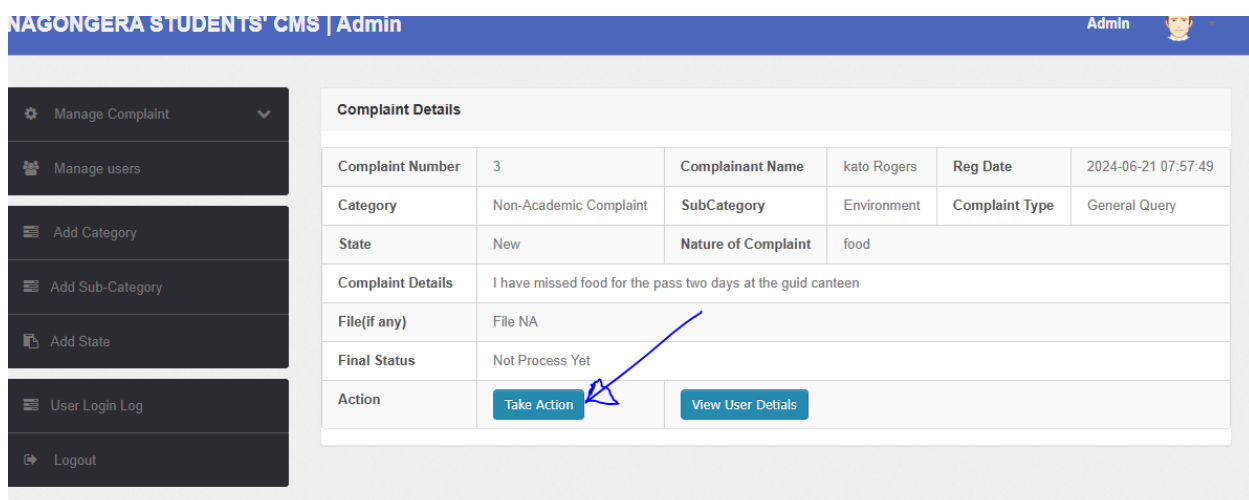 NAGONGERA STUDENTS' CMS | Admin
Admin
Manage Complaint
Manage users
Add Category
Add Sub-Category
Add State
User Login Log
Logout
Complaint Details
Complaint Number 3 Complainant Name kato Rogers Reg Date 2024-06-21 07:57:49
Category Non-Academic Complaint SubCategory Environment Complaint Type General Query
State New Nature of Complaint food
Complaint Details I have missed food for the pass two days at the guid canteen
File(if any) File NA
Final Status Not Process Yet
Action Take Action View User Detials